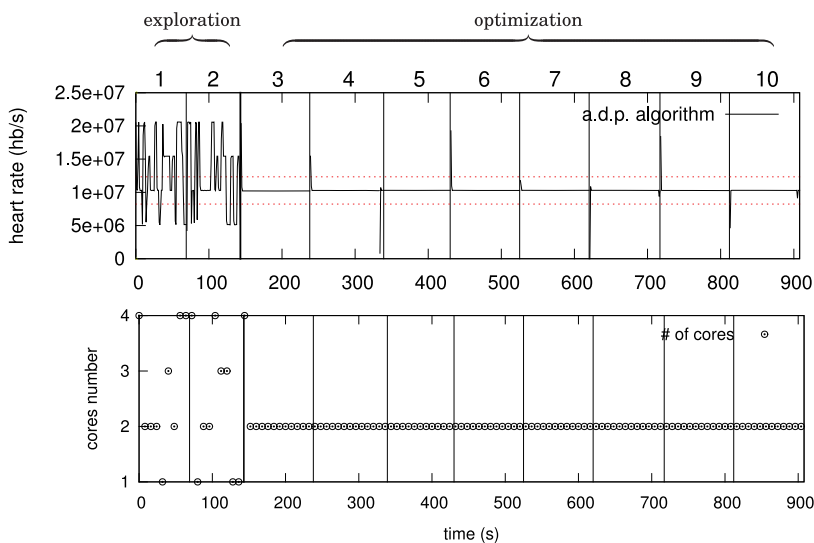 exploration optimization
1 2 3 4 5 6 7 8 9 10
2.5e+07
2e+07
1.5e+07
1e+07
5e+06
0
heart rate (hb/s)
a.d.p. algorithm
0 100 200 300 400 500 600 700 800 900
4
3
2
1
cores number
# of cores
0 100 200 300 400 500 600 700 800 900
time (s)